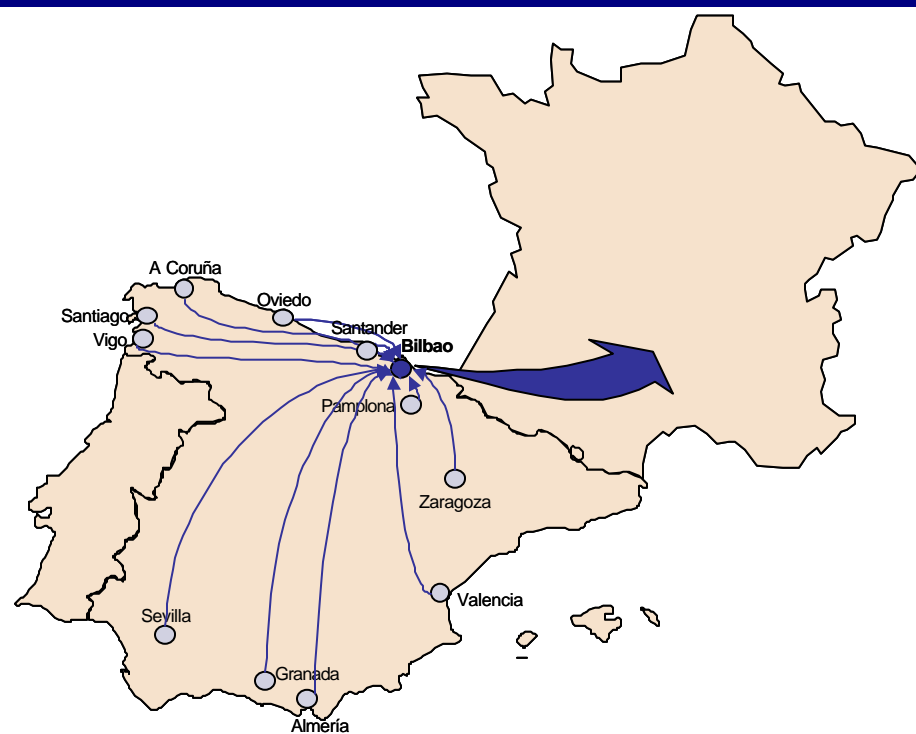 A Coruña
Oviedo
Santiago
Santander
Vigo
Bilbao
Pamplona
Zaragoza
Valencia
Sevilla
Granada
Almería